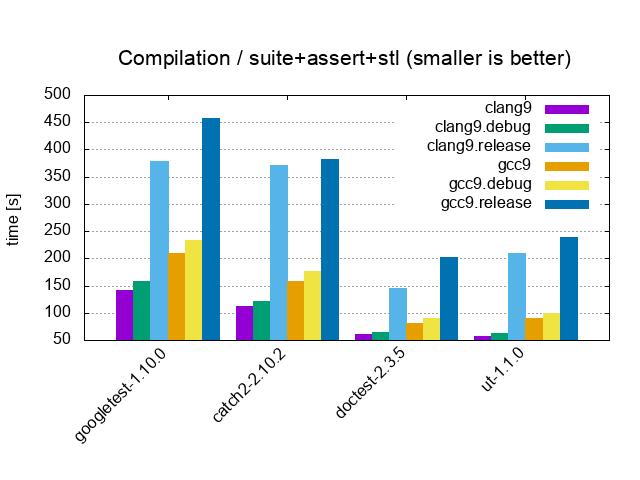 Compilation / suite+assert+stl (smaller is better)
time [s]
500
450
400
350
300
250
200
150
100
50
clang9
clang9.debug
clang9.release
gcc9
gcc9.debug
gcc9.release
googletest-1.10.0
catch2-2.10.2
doctest-2.3.5
ut-1.1.0